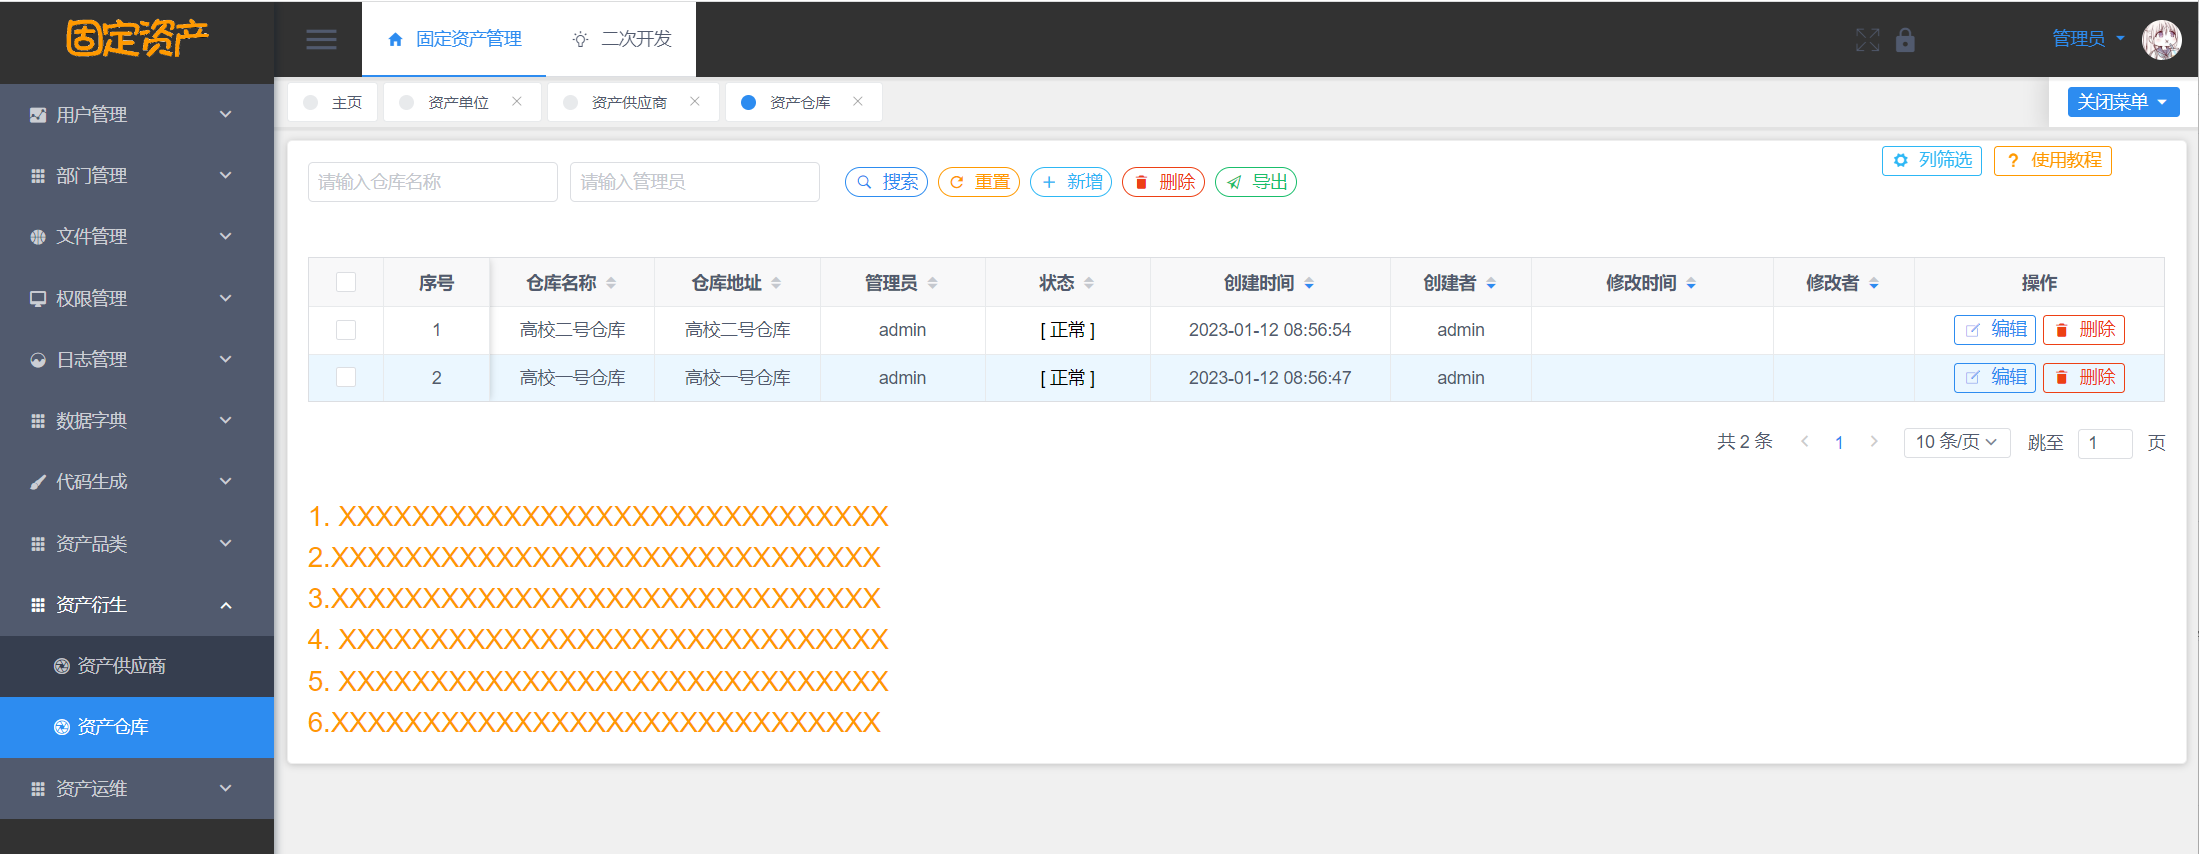 固定资产
固定资产管理 二次开发 管理员
主页 资产单位 资产供应商 资产仓库 关闭菜单
用户管理
部门管理
文件管理
权限管理
日志管理
数据字典
代码生成
资产品类
资产衍生
资产供应商
资产仓库
资产运维
请输入仓库名称 请输入管理员 搜索 重置 新增 删除 导出 列筛选 ? 使用教程
序号 仓库名称 仓库地址 管理员 状态 创建时间 创建者 修改时间 修改者 操作
1 高校二号仓库 高校二号仓库 admin [ 正常 ] 2023-01-12 08:56:54 admin 编辑 删除
2 高校一号仓库 高校一号仓库 admin [ 正常 ] 2023-01-12 08:56:47 admin 编辑 删除
共 2 条 1 10 条/页 跳至 1 页
1. XXXXXXXXXXXXXXXXXXXXXXXXXXXXXX
2.XXXXXXXXXXXXXXXXXXXXXXXXXXXXXX
3.XXXXXXXXXXXXXXXXXXXXXXXXXXXXXX
4. XXXXXXXXXXXXXXXXXXXXXXXXXXXXXX
5. XXXXXXXXXXXXXXXXXXXXXXXXXXXXXX
6.XXXXXXXXXXXXXXXXXXXXXXXXXXXXXX